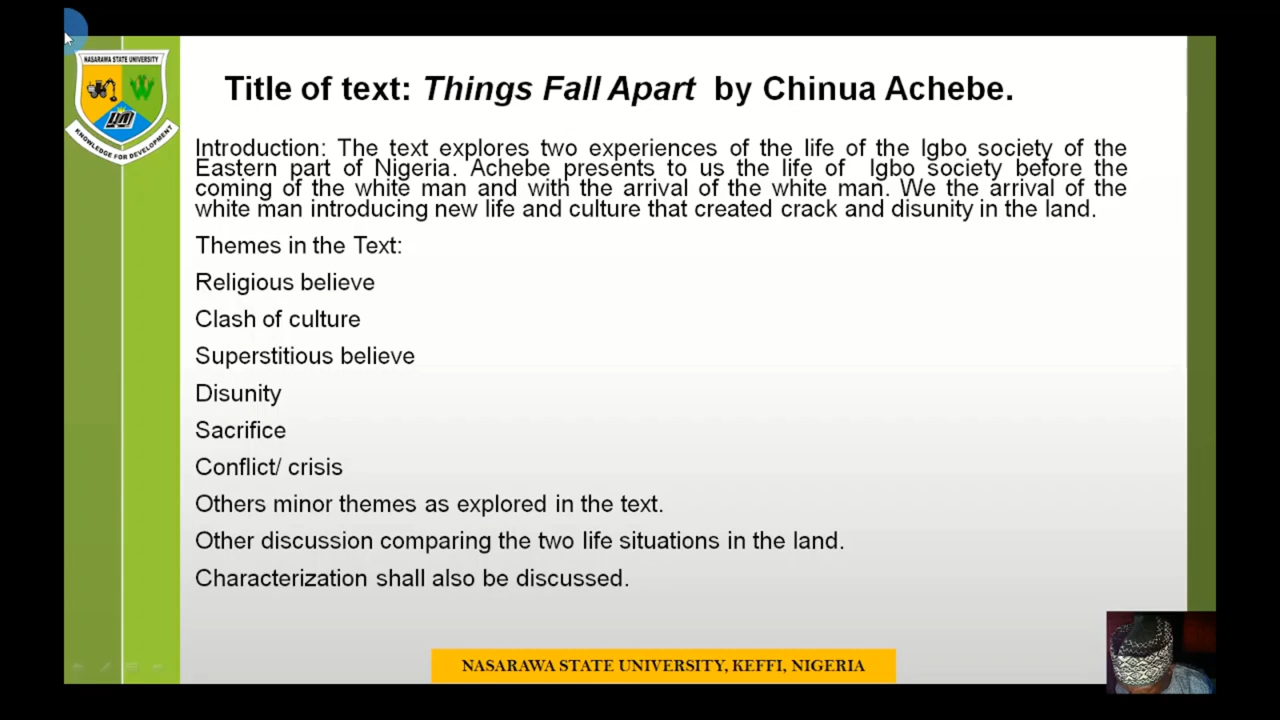 NASARAWA STATE UNIVERSITY
KNOWLEDGE FOR DEVELOPMENT
Title of text: Things Fall Apart by Chinua Achebe.
Introduction: The text explores two experiences of the life of the Igbo society of the
Eastern part of Nigeria. Achebe presents to us the life of Igbo society before the
coming of the white man and with the arrival of the white man. We the arrival of the
white man introducing new life and culture that created crack and disunity in the land.
Themes in the Text:
Religious believe
Clash of culture
Superstitious believe
Disunity
Sacrifice
Conflict/ crisis
Others minor themes as explored in the text.
Other discussion comparing the two life situations in the land.
Characterization shall also be discussed.
NASARAWA STATE UNIVERSITY, KEFFI, NIGERIA